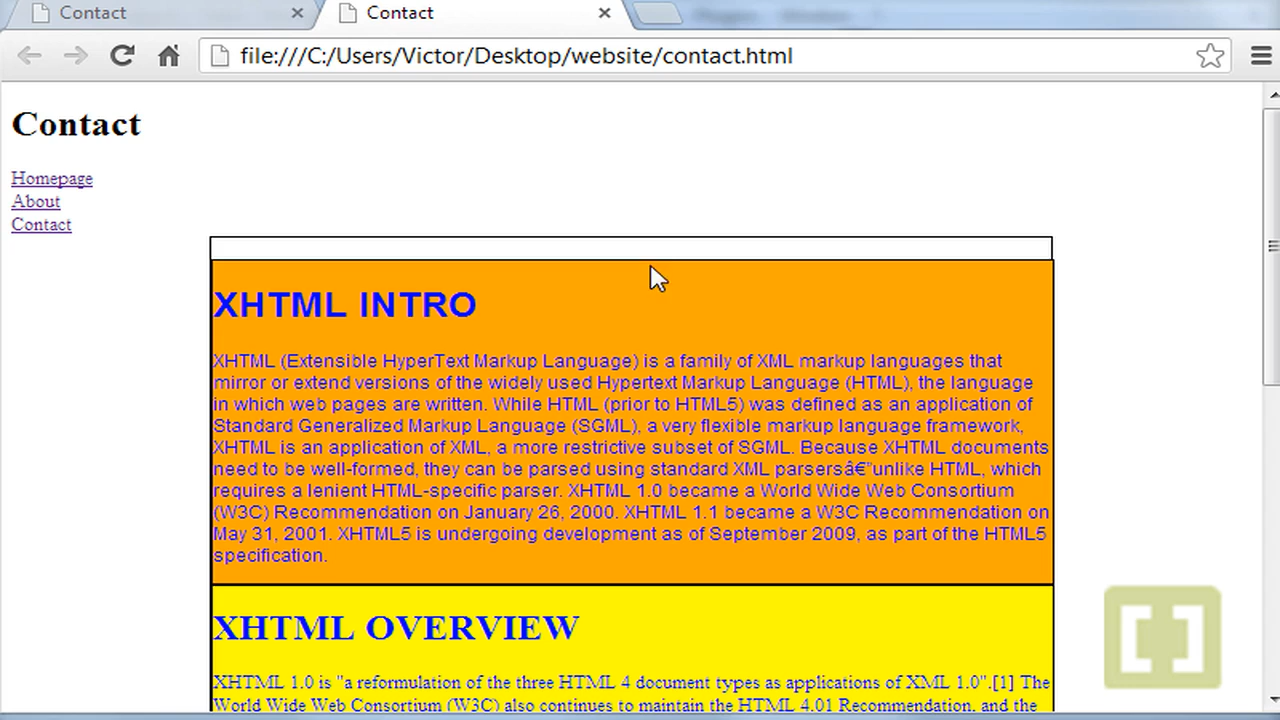 Contact
Contact
file:///C:/Users/Victor/Desktop/website/contact.html
Contact
Homepage
About
Contact
XHTML INTRO
XHTML (Extensible HyperText Markup Language) is a family of XML markup languages that
mirror or extend versions of the widely used Hypertext Markup Language (HTML), the language
in which web pages are written. While HTML (prior to HTML5) was defined as an application of
Standard Generalized Markup Language (SGML), a very flexible markup language framework,
XHTML is an application of XML, a more restrictive subset of SGML. Because XHTML documents
need to be well-formed, they can be parsed using standard XML parsersâ€”unlike HTML, which
requires a lenient HTML-specific parser. XHTML 1.0 became a World Wide Web Consortium
(W3C) Recommendation on January 26, 2000. XHTML 1.1 became a W3C Recommendation on
May 31, 2001. XHTML5 is undergoing development as of September 2009, as part of the HTML5
specification.
XHTML OVERVIEW
XHTML 1.0 is "a reformulation of the three HTML 4 document types as applications of XML 1.0".[1] The
World Wide Web Consortium (W3C) also continues to maintain the HTML 4.01 Recommendation, and the